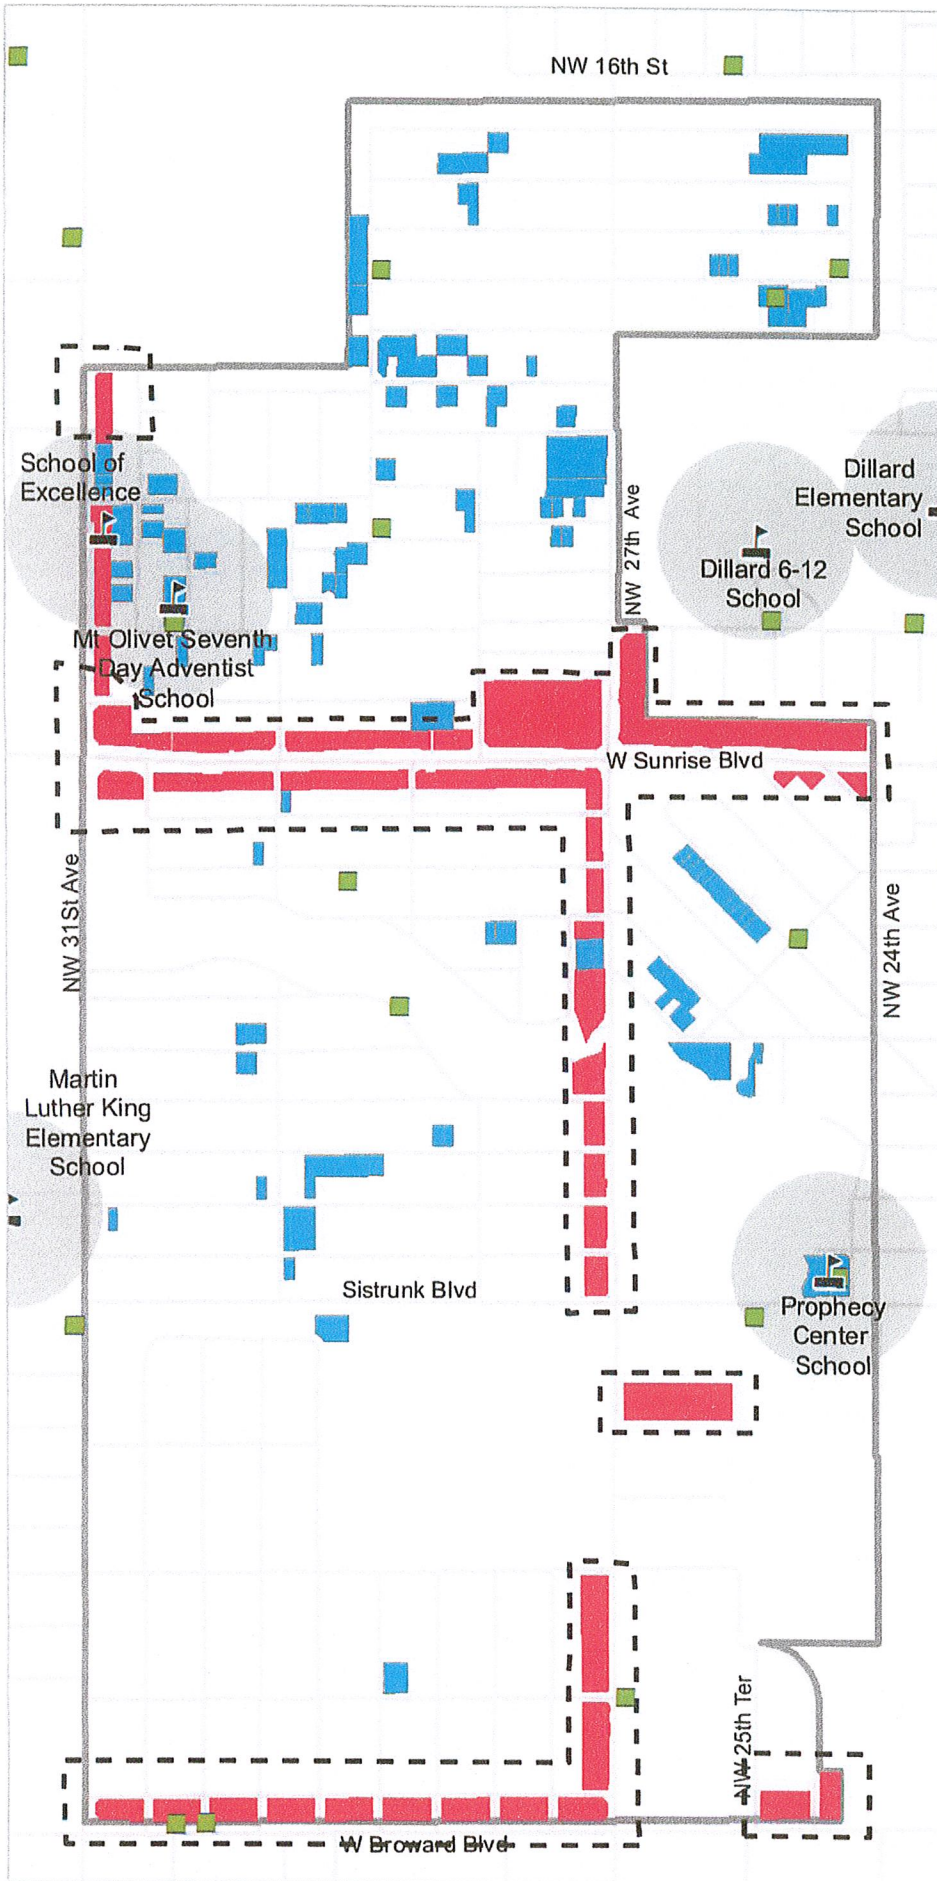 NW 16th St
School of
Excellence
Dillard
Elementary
School
NW 27th Ave
Dillard 6-12
School
Mt Olivet Seventh
Day Adventist
School
W Sunrise Blvd
NW 31St Ave
NW 24th Ave
Martin
Luther King
Elementary
School
Sistrunk Blvd
Prophecy
Center
School
NW 25th Ter
W Broward Blvd